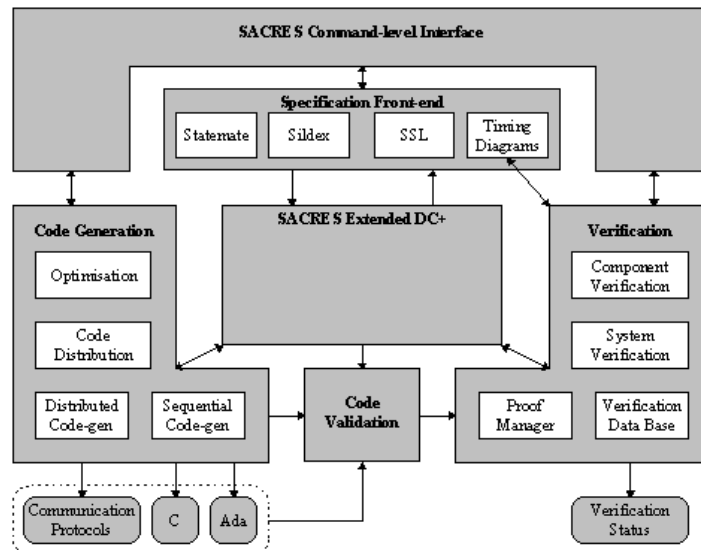 SACRES Command-level Interface
Specification Front-end
Statemate
Sildex
SSL
Timing
Diagrams
SACRES Extended DC+
Code Generation
Optimisation
Code
Distribution
Distributed
Code-gen
Sequential
Code-gen
Verification
Component
Verification
System
Verification
Proof
Manager
Verification
Data Base
Code
Validation
Communication
Protocols
C
Ada
Verification
Status